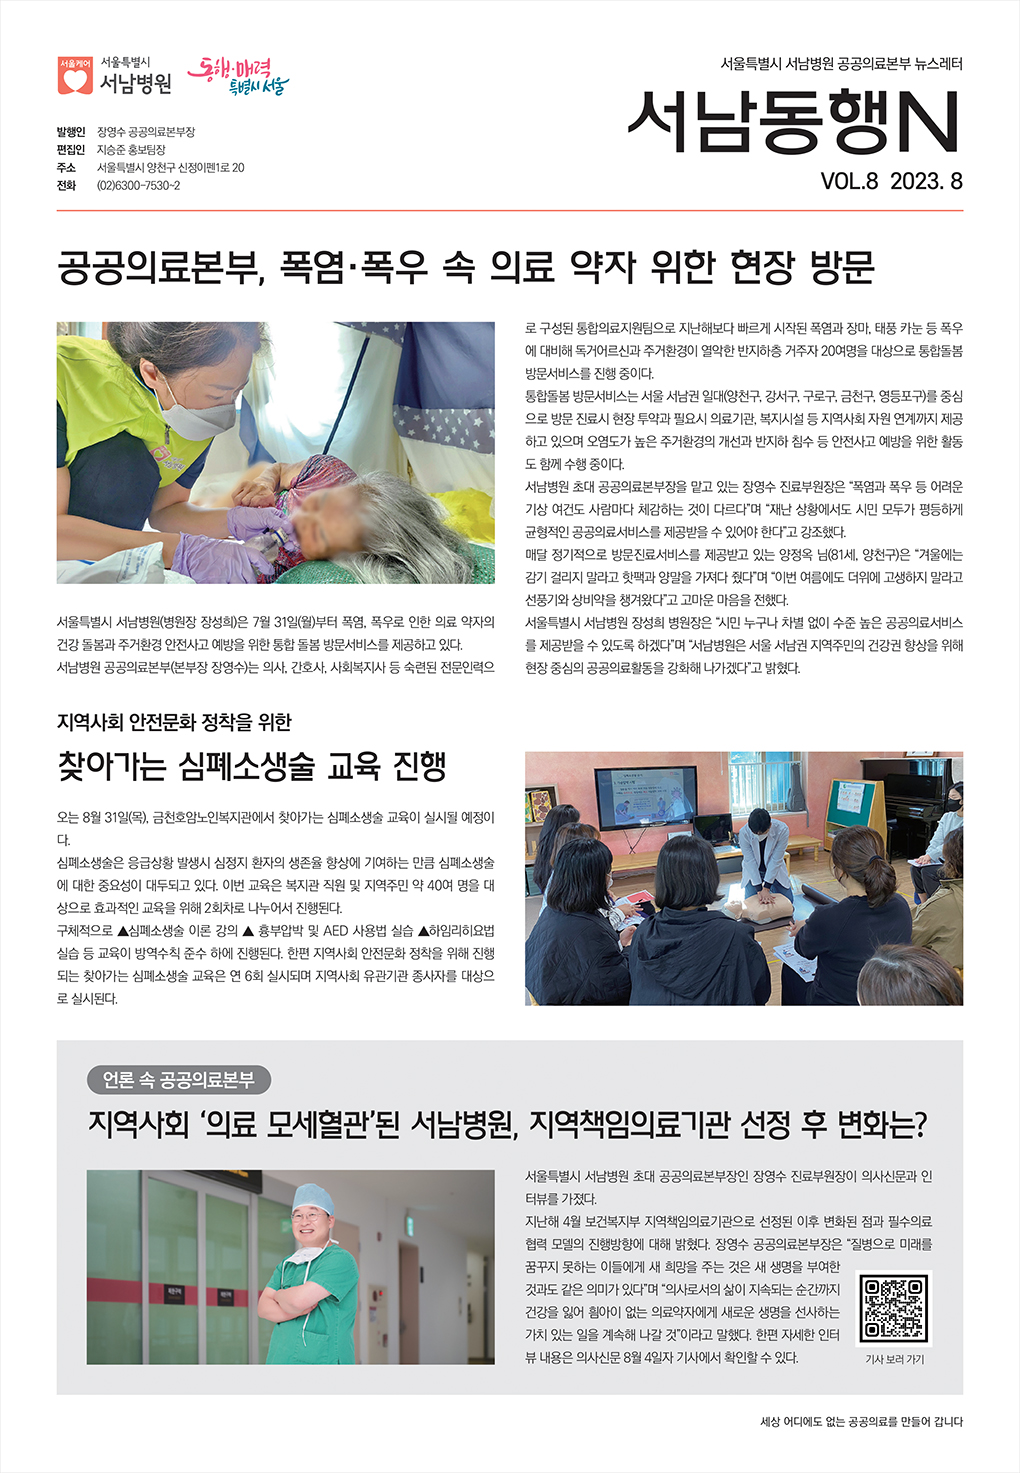 서울케어
서울특별시
서남병원
동행·매력
특별시 서울
발행인 장영수 공공의료본부장
편집인 지승준 홍보팀장
주소 서울특별시 양천구 신정이펜1로 20
전화 (02)6300-7530~2
서울특별시 서남병원 공공의료본부 뉴스레터
서남동행N
VOL.8 2023. 8
공공의료본부, 폭염·폭우 속 의료 약자 위한 현장 방문
서울특별시 서남병원(병원장 장성희)은 7월 31일(월)부터 폭염, 폭우로 인한 의료 약자의
건강 돌봄과 주거환경 안전사고 예방을 위한 통합 돌봄 방문서비스를 제공하고 있다.
서남병원 공공의료본부(본부장 장영수)는 의사, 간호사, 사회복지사 등 숙련된 전문인력으
로 구성된 통합의료지원팀으로 지난해보다 빠르게 시작된 폭염과 장마, 태풍 카눈 등 폭우
에 대비해 독거어르신과 주거환경이 열악한 반지하층 거주자 20여명을 대상으로 통합돌봄
방문서비스를 진행 중이다.
통합돌봄 방문서비스는 서울 서남권 일대(양천구, 강서구, 구로구, 금천구, 영등포구)를 중심
으로 방문 진료시 현장 투약과 필요시 의료기관, 복지시설 등 지역사회 자원 연계까지 제공
하고 있으며 오염도가 높은 주거환경의 개선과 반지하 침수 등 안전사고 예방을 위한 활동
도 함께 수행 중이다.
서남병원 초대 공공의료본부장을 맡고 있는 장영수 진료부원장은 “폭염과 폭우 등 어려운
기상 여건도 사람마다 체감하는 것이 다르다”며 “재난 상황에서도 시민 모두가 평등하게
균형적인 공공의료서비스를 제공받을 수 있어야 한다”고 강조했다.
매달 정기적으로 방문진료서비스를 제공받고 있는 양정옥 님(81세, 양천구)은 “겨울에는
감기 걸리지 말라고 핫팩과 양말을 가져다 줬다”며 “이번 여름에도 더위에 고생하지 말라고
선풍기와 상비약을 챙겨왔다”고 고마운 마음을 전했다.
서울특별시 서남병원 장성희 병원장은 “시민 누구나 차별 없이 수준 높은 공공의료서비스
를 제공받을 수 있도록 하겠다”며 “서남병원은 서울 서남권 지역주민의 건강권 향상을 위해
현장 중심의 공공의료활동을 강화해 나가겠다”고 밝혔다.
지역사회 안전문화 정착을 위한
찾아가는 심폐소생술 교육 진행
오는 8월 31일(목), 금천호암노인복지관에서 찾아가는 심폐소생술 교육이 실시될 예정이
다.
심폐소생술은 응급상황 발생시 심정지 환자의 생존율 향상에 기여하는 만큼 심폐소생술
에 대한 중요성이 대두되고 있다. 이번 교육은 복지관 직원 및 지역주민 약 40여 명을 대
상으로 효과적인 교육을 위해 2회차로 나누어서 진행된다.
구체적으로 ▲심폐소생술 이론 강의 ▲ 흉부압박 및 AED 사용법 실습 ▲하임리히요법
실습 등 교육이 방역수칙 준수 하에 진행된다. 한편 지역사회 안전문화 정착을 위해 진행
되는 찾아가는 심폐소생술 교육은 연 6회 실시되며 지역사회 유관기관 종사자를 대상으
로 실시된다.
언론 속 공공의료본부
지역사회 ‘의료 모세혈관’된 서남병원, 지역책임의료기관 선정 후 변화는?
서울특별시 서남병원 초대 공공의료본부장인 장영수 진료부원장이 의사신문과 인
터뷰를 가졌다.
지난해 4월 보건복지부 지역책임의료기관으로 선정된 이후 변화된 점과 필수의료
협력 모델의 진행방향에 대해 밝혔다. 장영수 공공의료본부장은 “질병으로 미래를
꿈꾸지 못하는 이들에게 새 희망을 주는 것은 새 생명을 부여한
것과도 같은 의미가 있다”며 “의사로서의 삶이 지속되는 순간까지
건강을 잃어 힘아이 없는 의료약자에게 새로운 생명을 선사하는
가치 있는 일을 계속해 나갈 것”이라고 말했다. 한편 자세한 인터
뷰 내용은 의사신문 8월 4일자 기사에서 확인할 수 있다.
기사 보러 가기
세상 어디에도 없는 공공의료를 만들어 갑니다